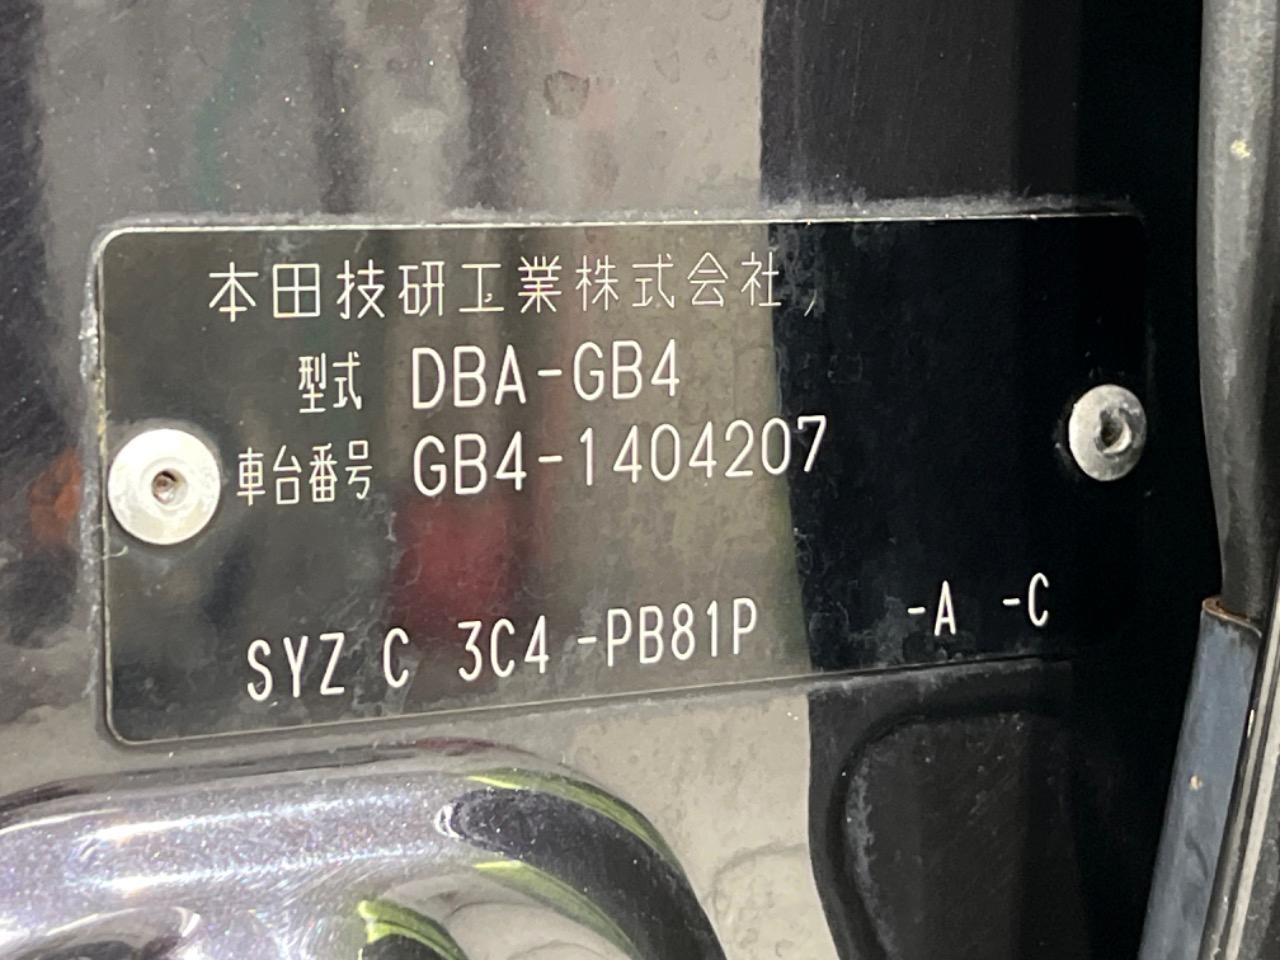 本田技研工業株式会社
型式 DBA-GB4
車台番号 GB4-1404207
SYZ C 3C4 -PB81P -A -C